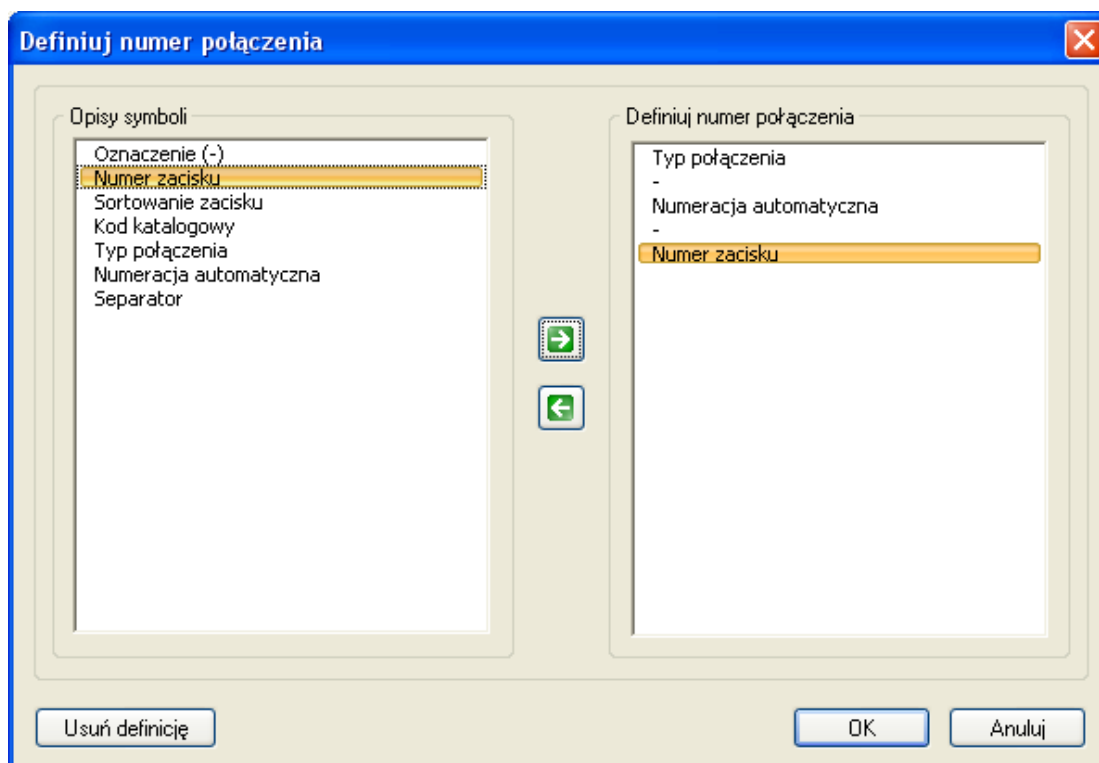 Definiuj numer połączenia
Opisy symboli
Oznaczenie (-)
Numer zacisku
Sortowanie zacisku
Kod katalogowy
Typ połączenia
Numeracja automatyczna
Separator
Definiuj numer połączenia
Typ połączenia
-
Numeracja automatyczna
-
Numer zacisku
Usuń definicję
OK
Anuluj